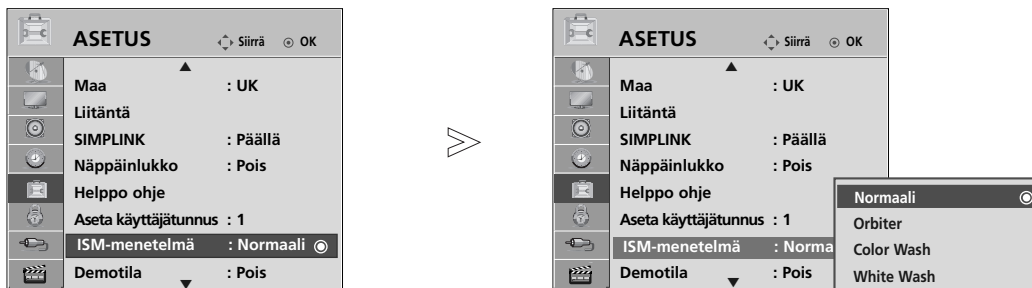 ASETUS Siirrä OK
Maa : UK
Liitäntä
SIMPLINK : Päällä
Näppäinlukko : Pois
Helppo ohje
Aseta käyttäjätunnus : 1
ISM-menetelmä : Normaali
Demotila : Pois
ASETUS Siirrä OK
Maa : UK
Liitäntä
SIMPLINK : Päällä
Näppäinlukko : Pois
Helppo ohje
Aseta käyttäjätunnus : 1
ISM-menetelmä : Norma
Demotila : Pois
Normaali
Orbiter
Color Wash
White Wash